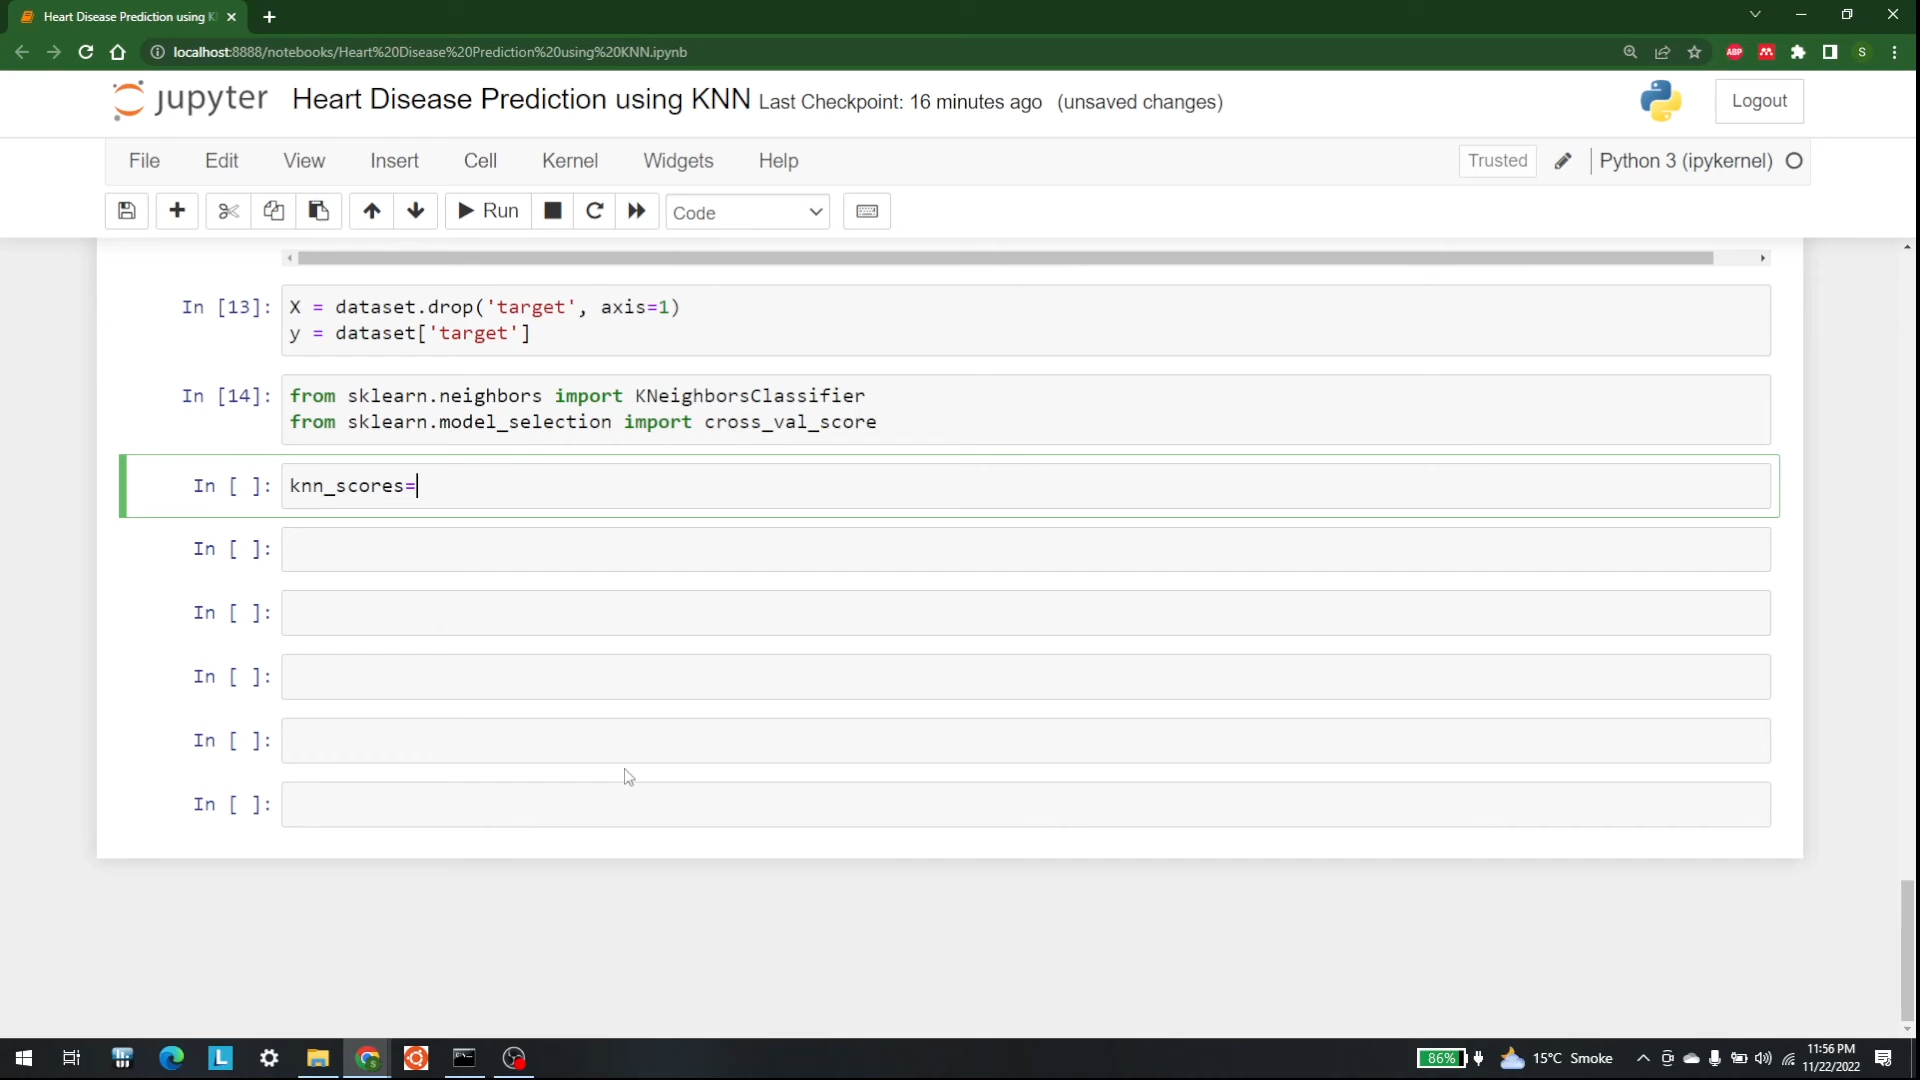 Heart Disease Prediction using K
localhost:8888/notebooks/Heart%20Disease%20Prediction%20using%20KNN.ipynb
ABP
S
jupyter Heart Disease Prediction using KNN Last Checkpoint: 16 minutes ago (unsaved changes)
Logout
File Edit View Insert Cell Kernel Widgets Help
Trusted
Python 3 (ipykernel)
Run
Code
In [13]: X = dataset.drop('target', axis=1)
y = dataset['target']
In [14]: from sklearn.neighbors import KNeighborsClassifier
from sklearn.model_selection import cross_val_score
In [ ]: knn_scores=
In [ ]:
In [ ]:
In [ ]:
In [ ]:
In [ ]:
L
86%
15°C Smoke
11:56 PM
11/22/2022